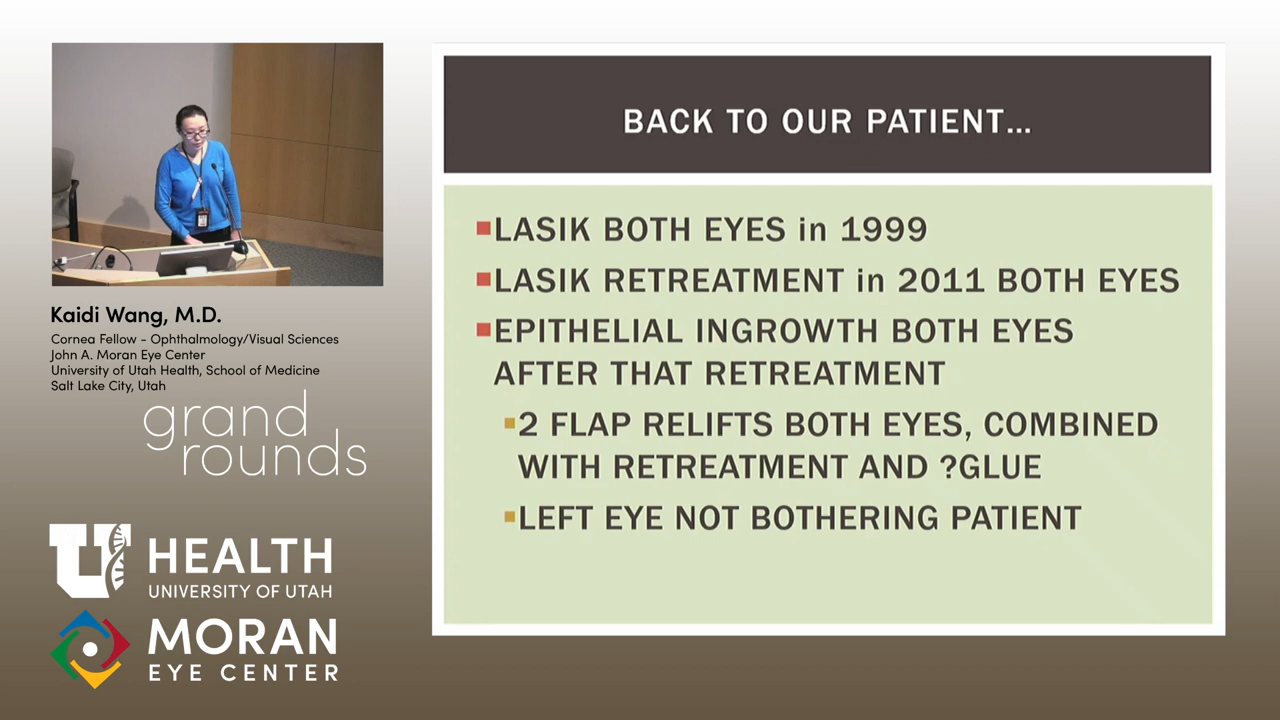 BACK TO OUR PATIENT...
▪LASIK BOTH EYES in 1999
▪LASIK RETREATMENT in 2011 BOTH EYES
▪EPITHELIAL INGROWTH BOTH EYES
AFTER THAT RETREATMENT
▪2 FLAP RELIFTS BOTH EYES, COMBINED
WITH RETREATMENT AND ?GLUE
▪LEFT EYE NOT BOTHERING PATIENT
Kaidi Wang, M.D.
Cornea Fellow - Ophthalmology/Visual Sciences
John A. Moran Eye Center
University of Utah Health, School of Medicine
Salt Lake City, Utah
grand
rounds
U HEALTH
UNIVERSITY OF UTAH
MORAN
EYE CENTER